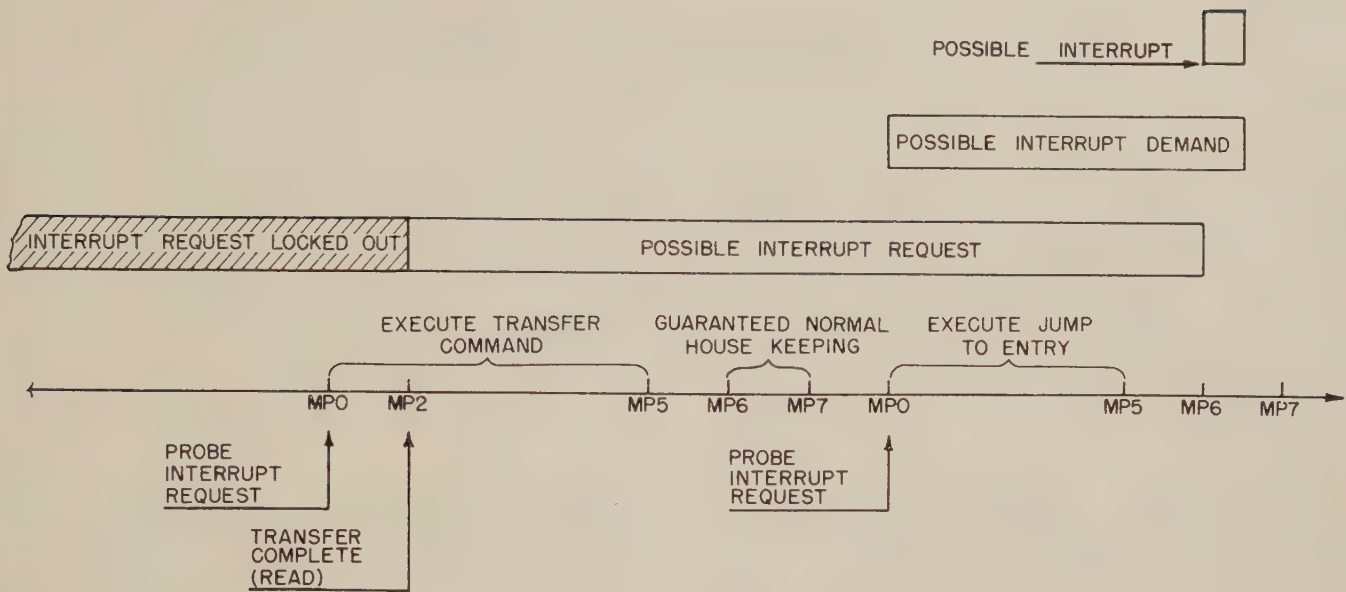 POSSIBLE INTERRUPT
POSSIBLE INTERRUPT DEMAND
INTERRUPT REQUEST LOCKED OUT
POSSIBLE INTERRUPT REQUEST
EXECUTE TRANSFER
COMMAND
GUARANTEED NORMAL
HOUSE KEEPING
EXECUTE JUMP
TO ENTRY
MP0 MP2 MP5 MP6 MP7 MP0 MP5 MP6 MP7
PROBE
INTERRUPT
REQUEST
TRANSFER
COMPLETE
(READ)
PROBE
INTERRUPT
REQUEST